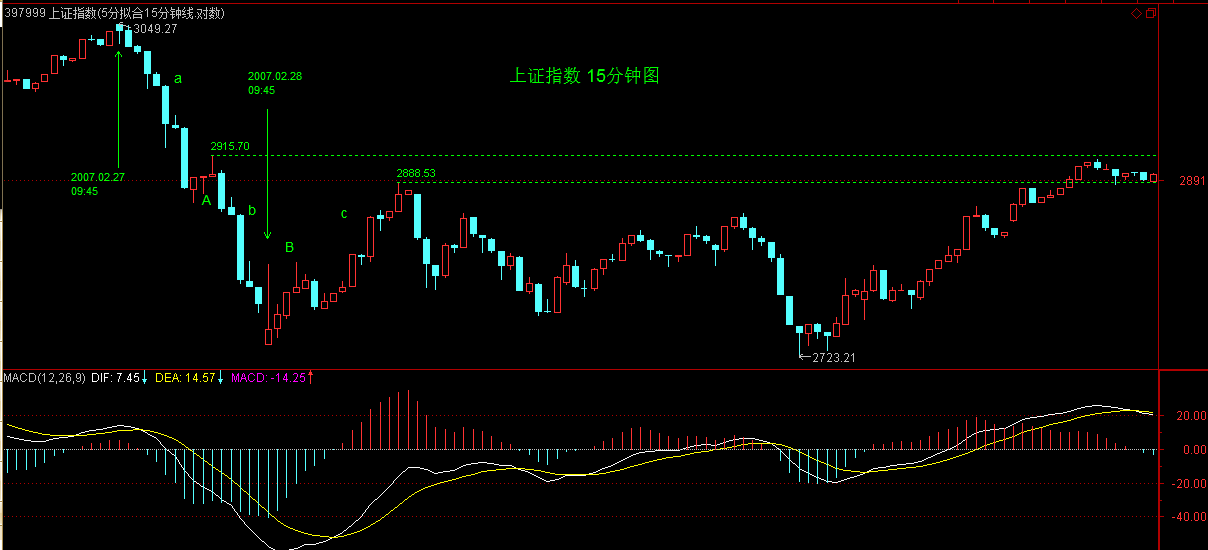 397999 上证指数(5分拟合15分钟线.对数)
3049.27
a
2007.02.28
09:45
上证指数 15分钟图
2915.70
2888.53
2007.02.27
09:45
2891
A
b
c
B
2723.21
MACD(12,26,9) DIF: 7.45↓ DEA: 14.57↓ MACD: -14.25↑
20.00
0.00
-20.00
-40.00